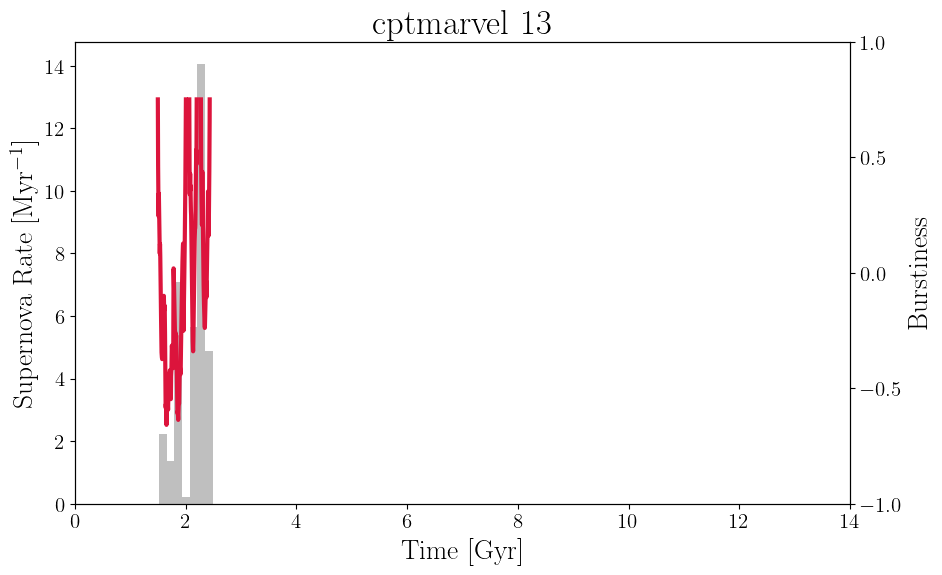 cptmarvel 13
Supernova Rate [Myr⁻¹]
14
12
10
8
6
4
2
0
1.0
0.5
0.0
−0.5
−1.0
Burstiness
0 2 4 6 8 10 12 14
Time [Gyr]